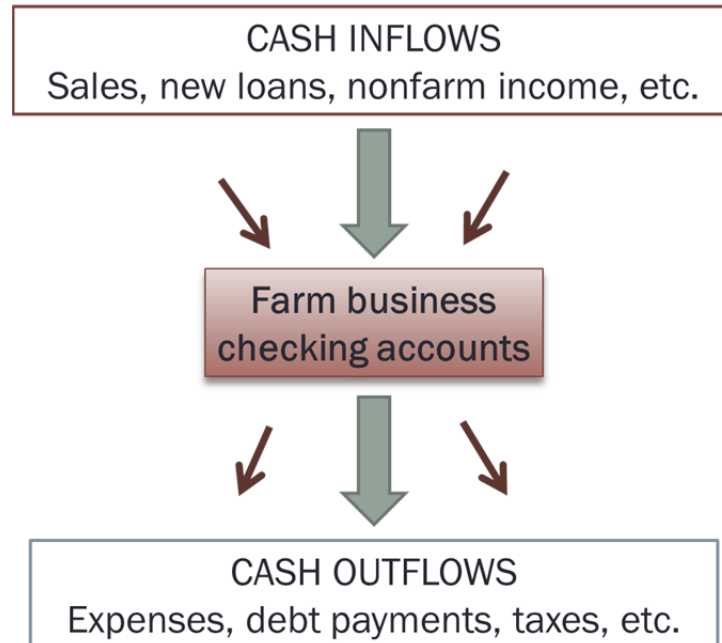 CASH INFLOWS
Sales, new loans, nonfarm income, etc.
Farm business
checking accounts
CASH OUTFLOWS
Expenses, debt payments, taxes, etc.